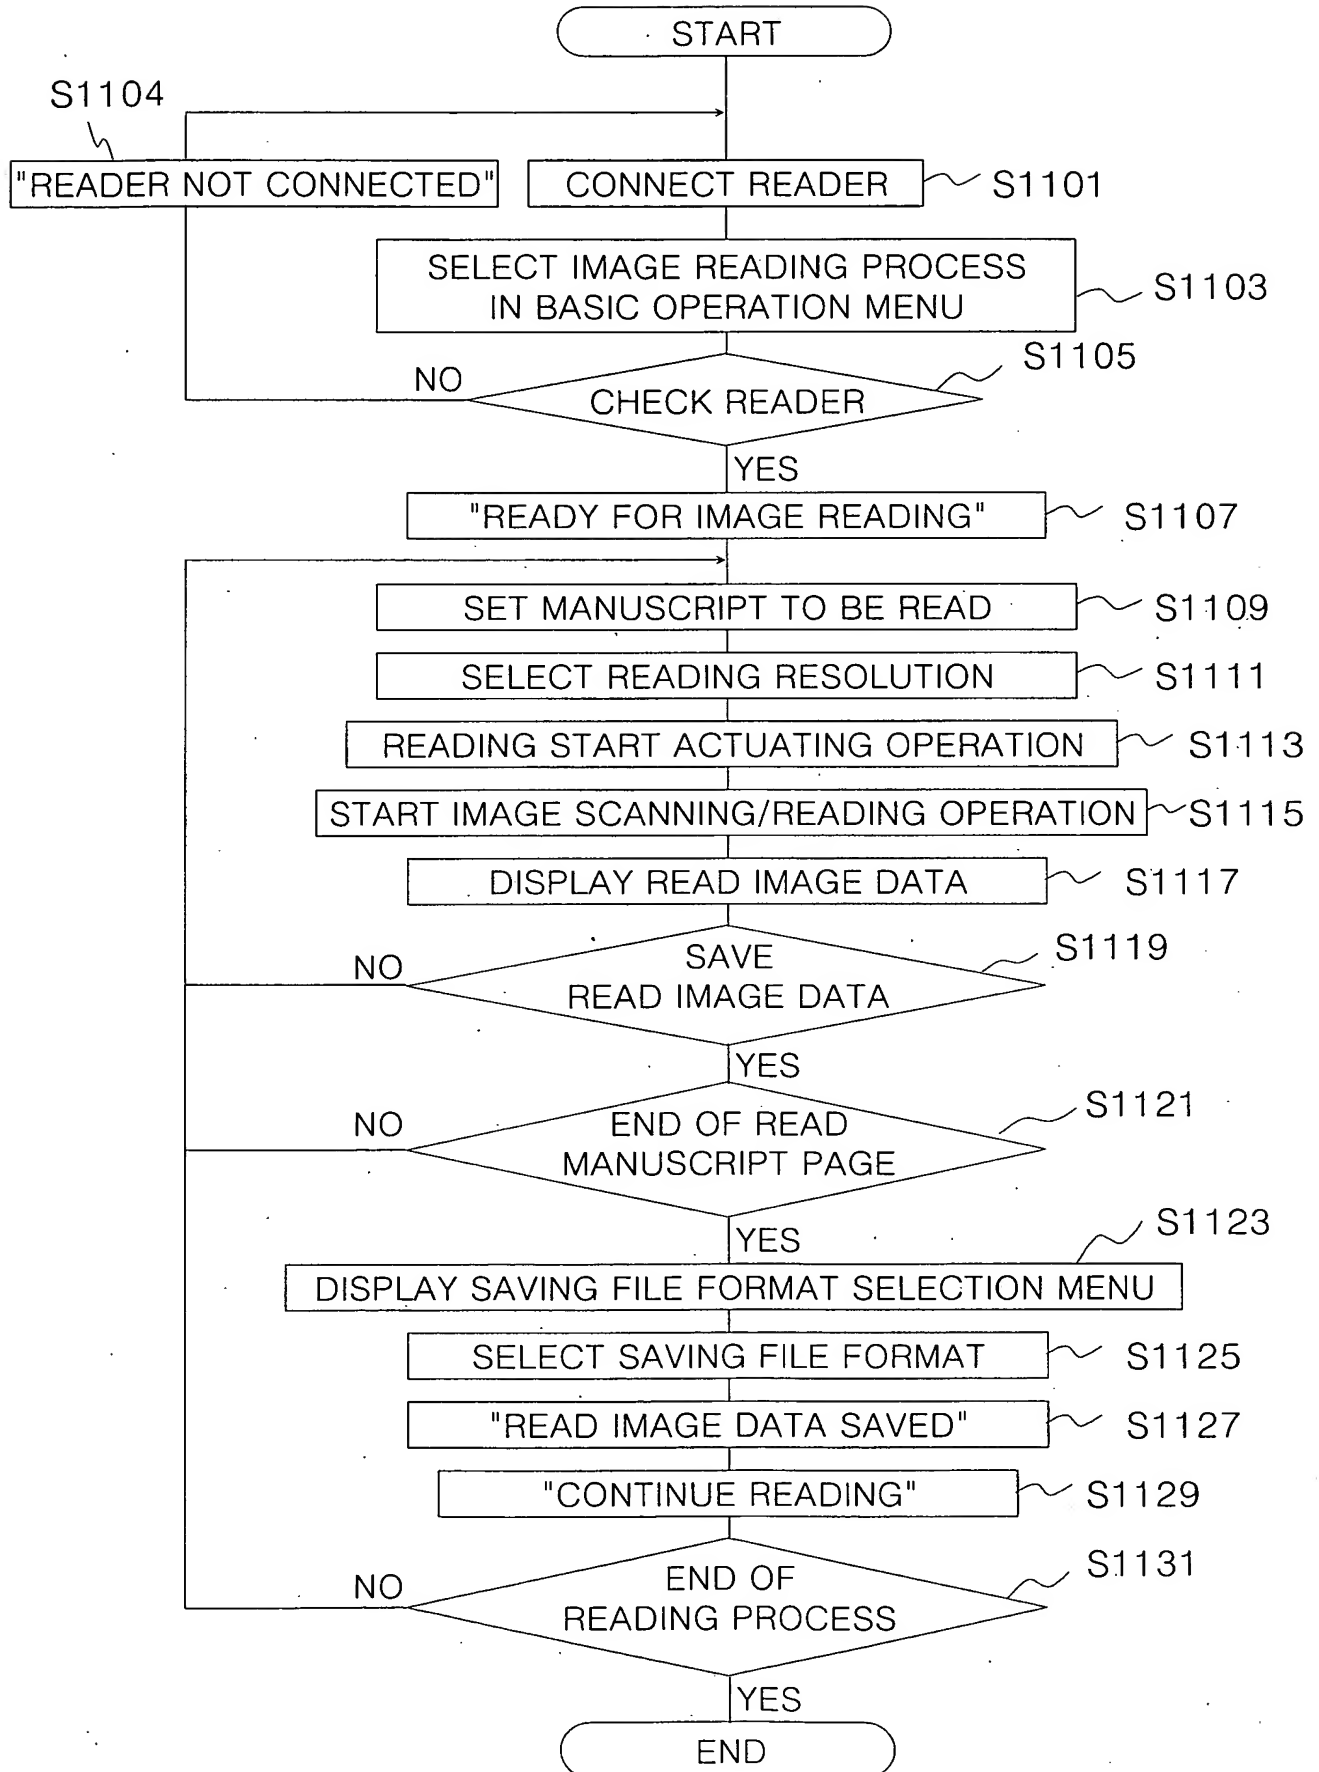 START
S1104
"READER NOT CONNECTED"
CONNECT READER
S1101
SELECT IMAGE READING PROCESS
IN BASIC OPERATION MENU
S1103
S1105
NO
CHECK READER
YES
"READY FOR IMAGE READING"
S1107
SET MANUSCRIPT TO BE READ
S1109
SELECT READING RESOLUTION
S1111
READING START ACTUATING OPERATION
S1113
START IMAGE SCANNING/READING OPERATION
S1115
DISPLAY READ IMAGE DATA
S1117
S1119
NO
SAVE
READ IMAGE DATA
YES
S1121
NO
END OF READ
MANUSCRIPT PAGE
YES
S1123
DISPLAY SAVING FILE FORMAT SELECTION MENU
SELECT SAVING FILE FORMAT
S1125
"READ IMAGE DATA SAVED"
S1127
"CONTINUE READING"
S1129
S1131
NO
END OF
READING PROCESS
YES
END